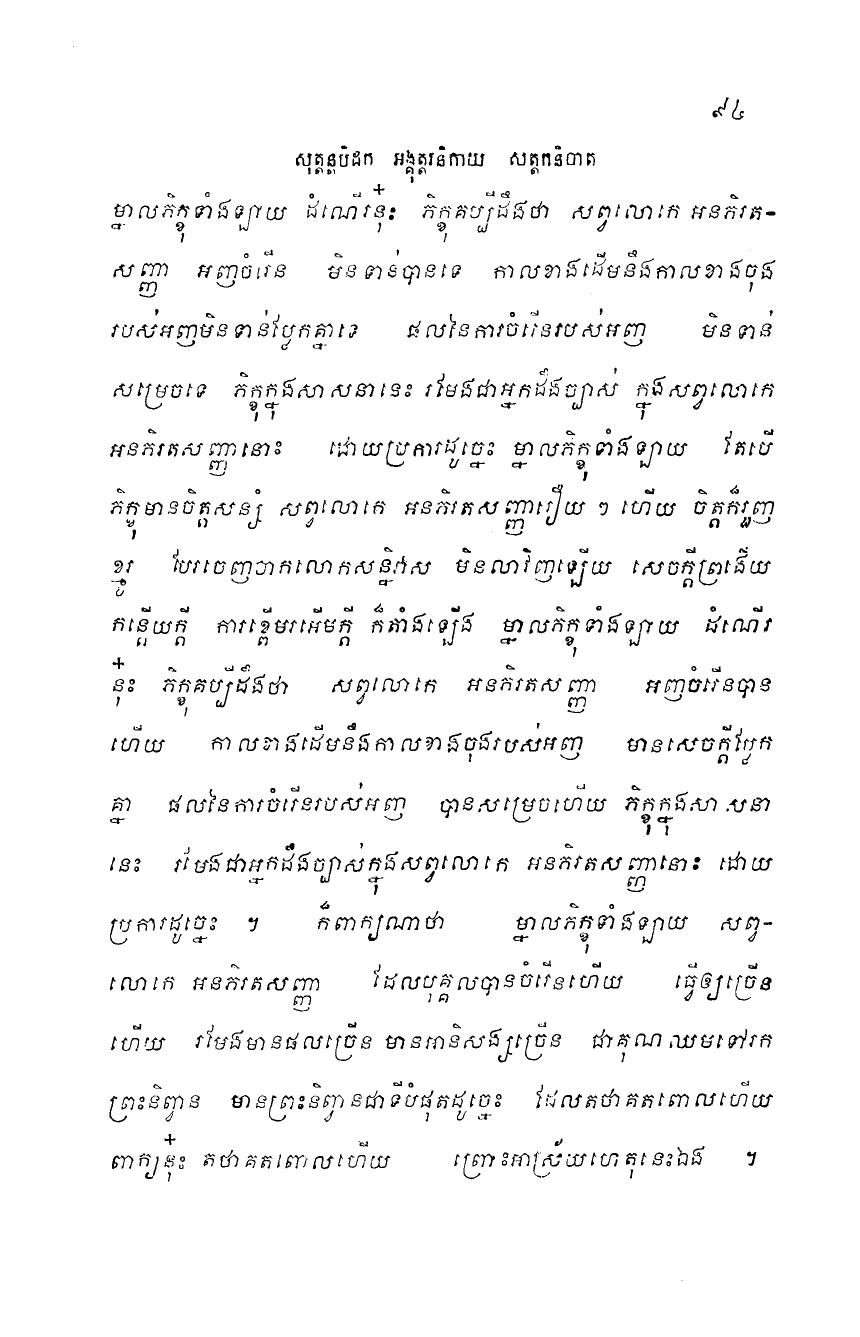 ៩៤
សុត្តន្តបិដក អង្គុត្តរនិកាយ សត្តកនិបាត
ម្នាលភិក្ខុទាំងឡាយ ដំណើរនុ៎ះ ភិក្ខុគប្បីដឹងថា សព្វលោកេ អនភិរត-
សញ្ញា អញចំរើន មិនទាន់បានទេ កាលខាងដើមនឹងកាលខាងចុង
របស់អញមិនទាន់ប្លែកគ្នាទេ ផលនៃការចំរើនរបស់អញ មិនទាន់
សម្រេចទេ ភិក្ខុក្នុងសាសនានេះ រមែងជាអ្នកដឹងច្បាស់ ក្នុងសព្វលោកេ
អនភិរតសញ្ញានោះ ដោយប្រការដូច្នេះ ម្នាលភិក្ខុទាំងឡាយ តែបើ
ភិក្ខុមានចិត្តសន្សំ សព្វលោកេ អនភិរតសញ្ញារឿយ ៗ ហើយ ចិត្តក៏រួញ
ខ្មូរ បែរចេញចាកលោកសន្និវាស មិនលាវិញឡើយ សេចក្តីព្រងើយ
កន្តើយក្តី ការខ្ពើមរអើមក្តី ក៏តាំងឡើង ម្នាលភិក្ខុទាំងឡាយ ដំណើរ
នុ៎ះ ភិក្ខុគប្បីដឹងថា សព្វលោកេ អនភិរតសញ្ញា អញចំរើនបាន
ហើយ កាលខាងដើមនឹងកាលខាងចុងរបស់អញ មានសេចក្តីប្លែក
គ្នា ផលនៃការចំរើនរបស់អញ បានសម្រេចហើយ ភិក្ខុក្នុងសាសនា
នេះ រមែងជាអ្នកដឹងច្បាស់ក្នុងសព្វលោកេ អនភិរតសញ្ញានោះ ដោយ
ប្រការដូច្នេះ ។ ក៏ពាក្យណាថា ម្នាលភិក្ខុទាំងឡាយ សព្វ-
លោកេ អនភិរតសញ្ញា ដែលបុគ្គលបានចំរើនហើយ ធ្វើឲ្យច្រើន
ហើយ រមែងមានផលច្រើន មានអានិសង្សច្រើន ជាគុណឈមទៅរក
ព្រះនិព្វាន មានព្រះនិព្វានជាទីបំផុតដូច្នេះ ដែលតថាគតពោលហើយ
ពាក្យនុ៎ះ តថាគតពោលហើយ ព្រោះអាស្រ័យហេតុនេះឯង ។